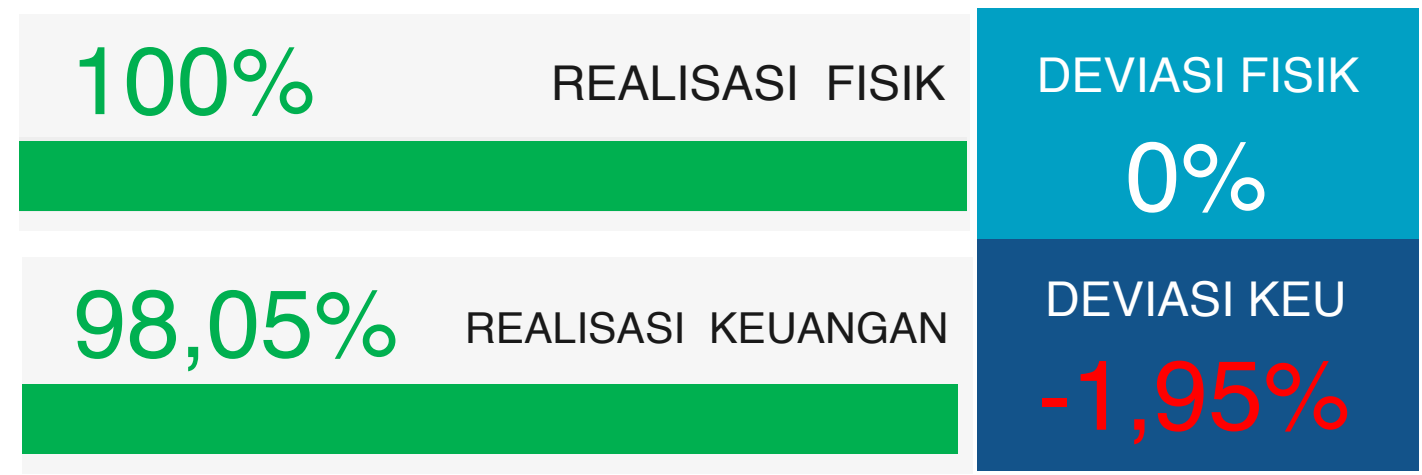 100%
REALISASI FISIK
DEVIASI FISIK
0%
98,05%
REALISASI KEUANGAN
DEVIASI KEU
-1,95%